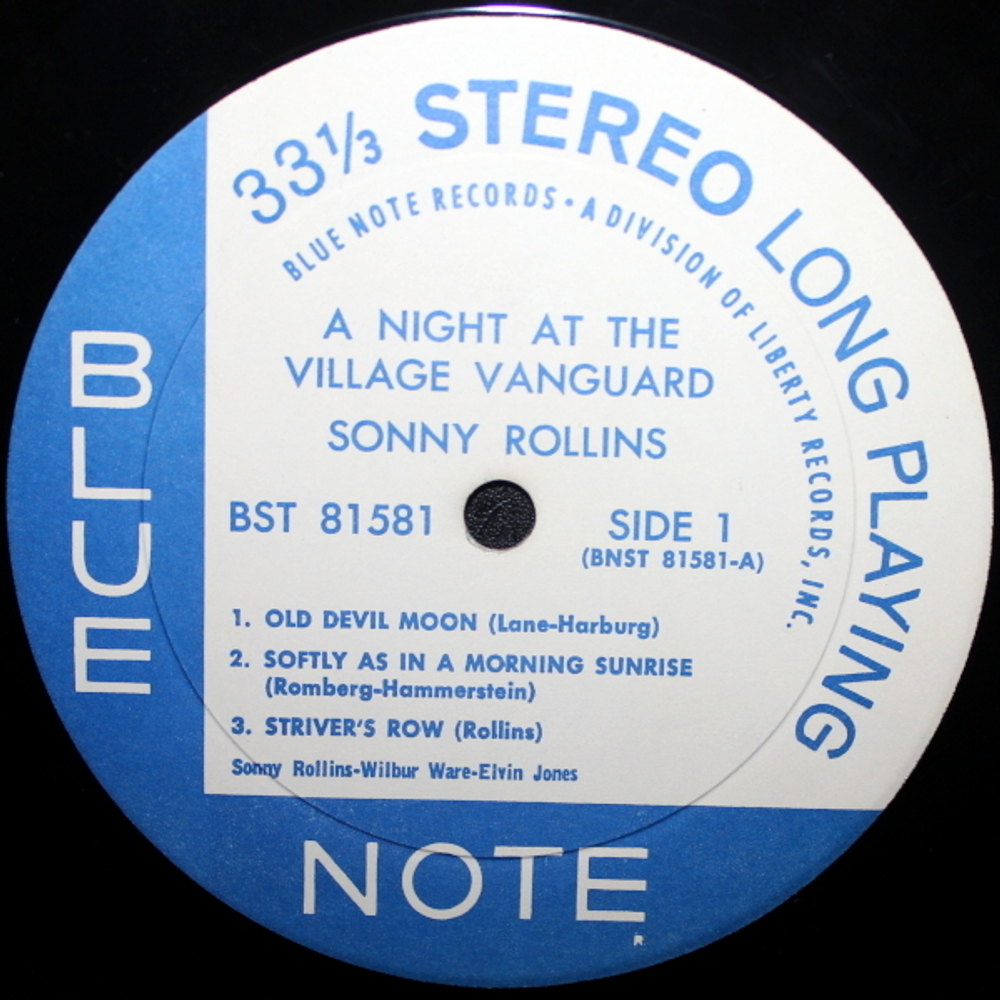 33⅓ STEREO LONG PLAYING
BLUE NOTE RECORDS • A DIVISION OF LIBERTY RECORDS, INC.
A NIGHT AT THE
VILLAGE VANGUARD
SONNY ROLLINS
BST 81581
SIDE 1
(BNST 81581-A)
1. OLD DEVIL MOON (Lane-Harburg)
2. SOFTLY AS IN A MORNING SUNRISE
(Romberg-Hammerstein)
3. STRIVER'S ROW (Rollins)
Sonny Rollins-Wilbur Ware-Elvin Jones
BLUE
NOTE
R